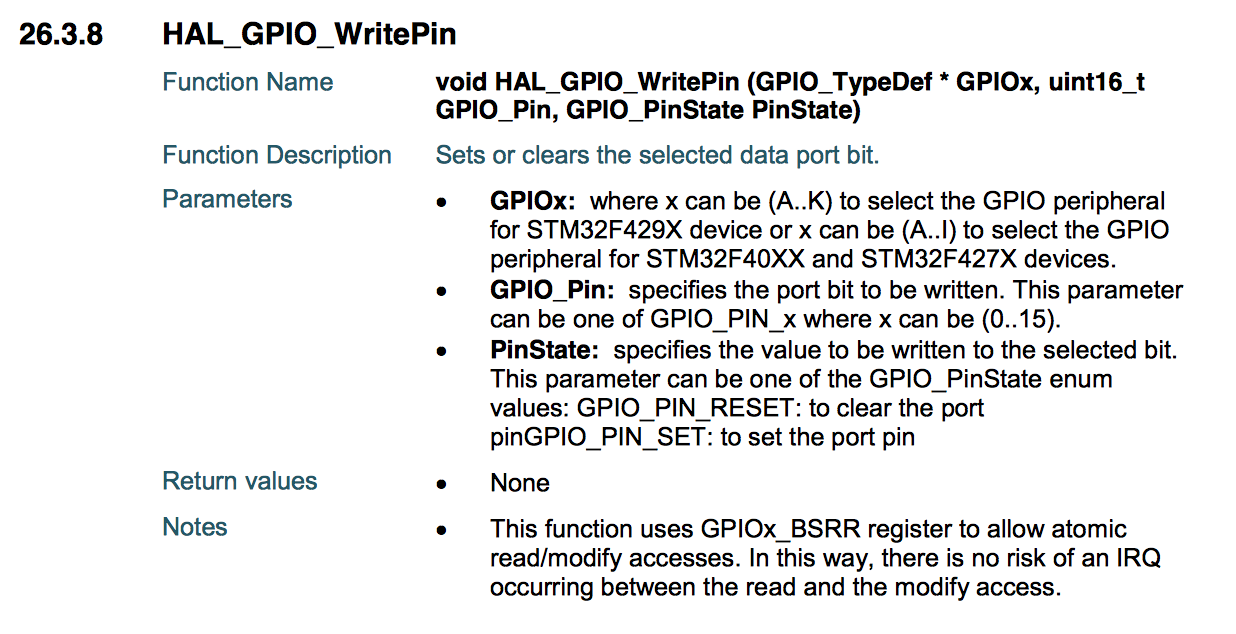 26.3.8 HAL_GPIO_WritePin
Function Name void HAL_GPIO_WritePin (GPIO_TypeDef * GPIOx, uint16_t
GPIO_Pin, GPIO_PinState PinState)
Function Description Sets or clears the selected data port bit.
Parameters • GPIOx: where x can be (A..K) to select the GPIO peripheral
for STM32F429X device or x can be (A..I) to select the GPIO
peripheral for STM32F40XX and STM32F427X devices.
• GPIO_Pin: specifies the port bit to be written. This parameter
can be one of GPIO_PIN_x where x can be (0..15).
• PinState: specifies the value to be written to the selected bit.
This parameter can be one of the GPIO_PinState enum
values: GPIO_PIN_RESET: to clear the port
pinGPIO_PIN_SET: to set the port pin
Return values • None
Notes • This function uses GPIOx_BSRR register to allow atomic
read/modify accesses. In this way, there is no risk of an IRQ
occurring between the read and the modify access.